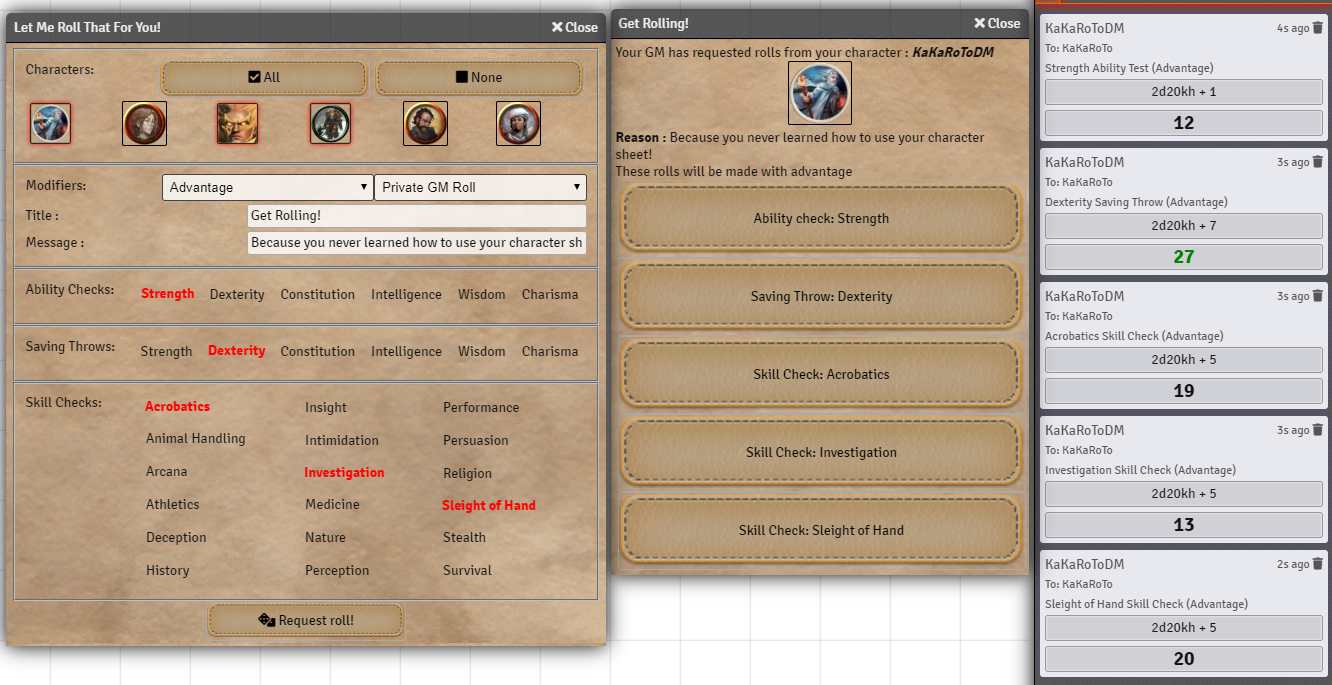 Let Me Roll That For You!
Close
Characters:
All
None
Modifiers:
Advantage
Private GM Roll
Title :
Get Rolling!
Message :
Because you never learned how to use your character sh
Ability Checks:
Strength Dexterity Constitution Intelligence Wisdom Charisma
Saving Throws:
Strength Dexterity Constitution Intelligence Wisdom Charisma
Skill Checks:
Acrobatics Insight Performance
Animal Handling Intimidation Persuasion
Arcana Investigation Religion
Athletics Medicine Sleight of Hand
Deception Nature Stealth
History Perception Survival
Request roll!
Get Rolling!
Close
Your GM has requested rolls from your character : KaKaRoToDM
Reason : Because you never learned how to use your character
sheet!
These rolls will be made with advantage
Ability check: Strength
Saving Throw: Dexterity
Skill Check: Acrobatics
Skill Check: Investigation
Skill Check: Sleight of Hand
KaKaRoToDM 4s ago
To: KaKaRoTo
Strength Ability Test (Advantage)
2d20kh + 1
12
KaKaRoToDM 3s ago
To: KaKaRoTo
Dexterity Saving Throw (Advantage)
2d20kh + 7
27
KaKaRoToDM 3s ago
To: KaKaRoTo
Acrobatics Skill Check (Advantage)
2d20kh + 5
19
KaKaRoToDM 3s ago
To: KaKaRoTo
Investigation Skill Check (Advantage)
2d20kh + 5
13
KaKaRoToDM 2s ago
To: KaKaRoTo
Sleight of Hand Skill Check (Advantage)
2d20kh + 5
20